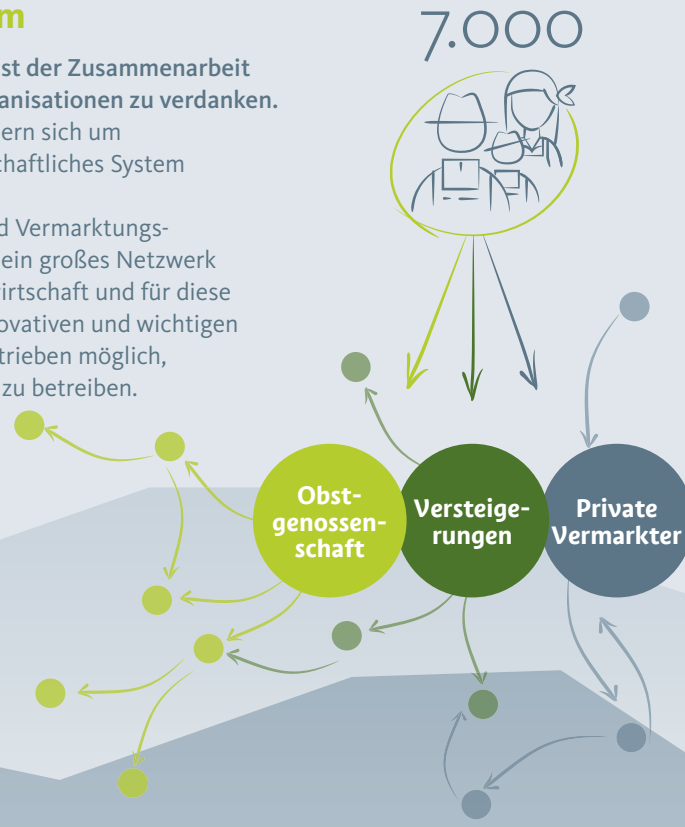 m
st der Zusammenarbeit
anisationen zu verdanken.
ern sich um
chaftliches System
d Vermarktungs-
ein großes Netzwerk
wirtschaft und für diese
ovativen und wichtigen
trieben möglich,
zu betreiben.
7.000
Obst-
genossen-
schaft
Versteige-
rungen
Private
Vermarkter